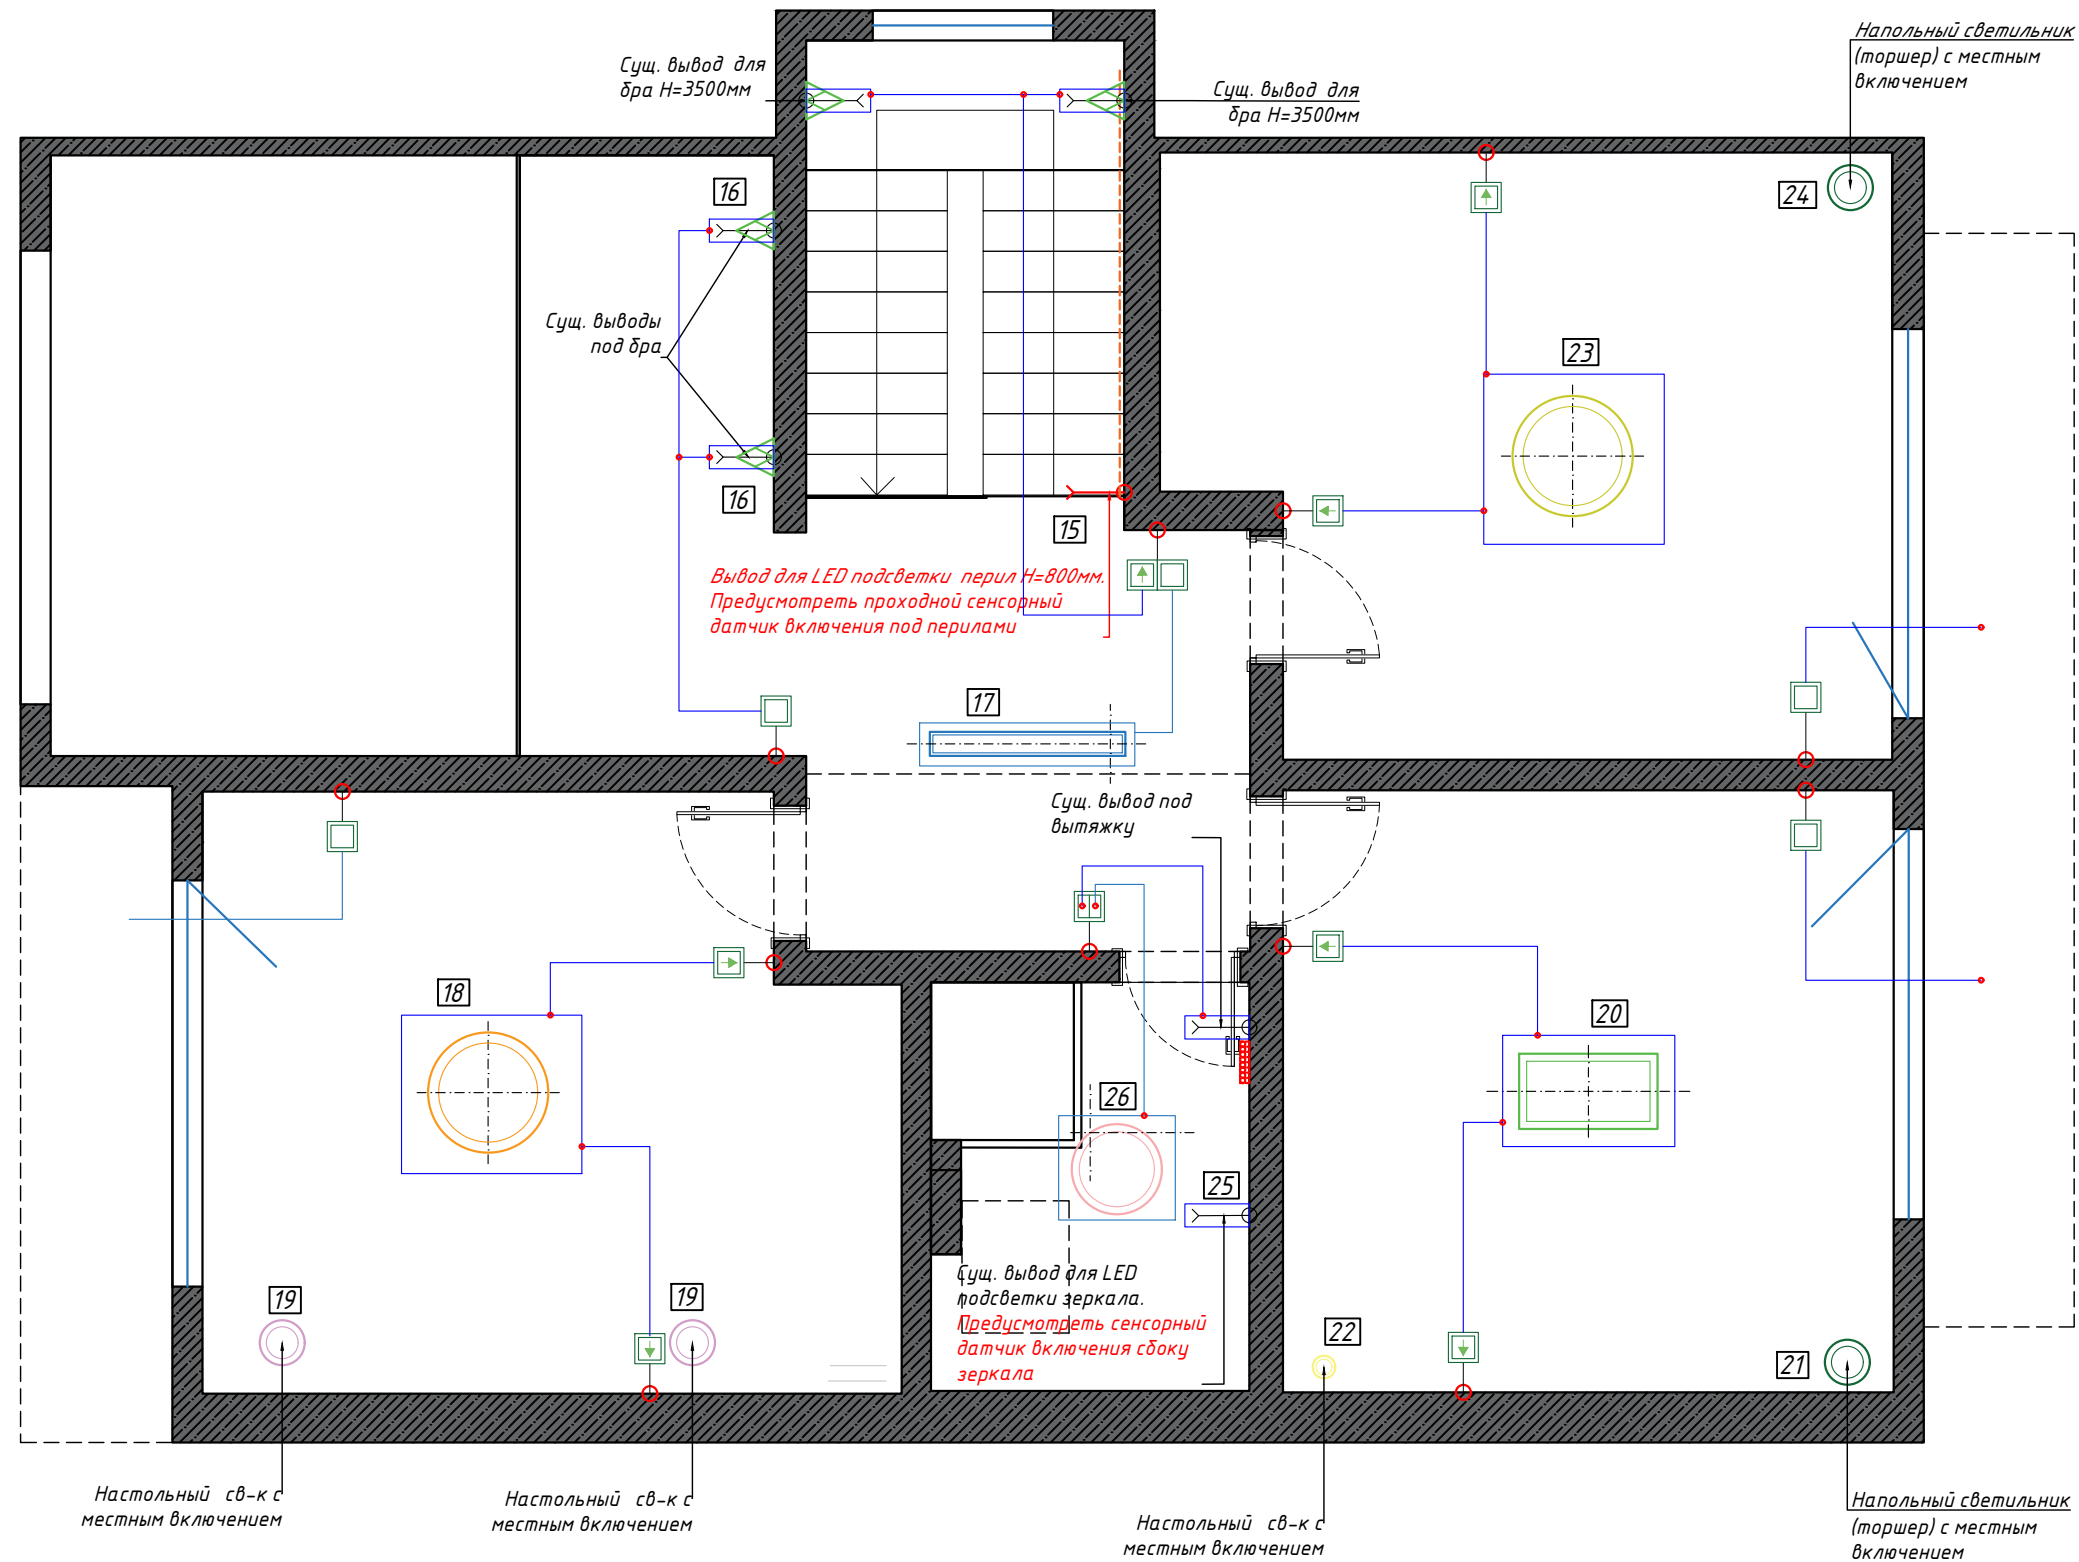 Напольный светильник
(торшер) с местным
включением
Сущ. вывод для
бра Н=3500мм
Сущ. вывод для
бра Н=3500мм
16
24
Сущ. выводы
под бра
23
16
15
Вывод для LED подсветки перил Н=800мм.
Предусмотреть проходной сенсорный
датчик включения под перилами
17
Сущ. вывод под
вытяжку
18
20
26
25
Сущ. вывод для LED
подсветки зеркала.
Предусмотреть сенсорный
датчик включения сбоку
зеркала
19
19
22
21
Настольный св-к с
местным включением
Настольный св-к с
местным включением
Настольный св-к с
местным включением
Напольный светильник
(торшер) с местным
включением